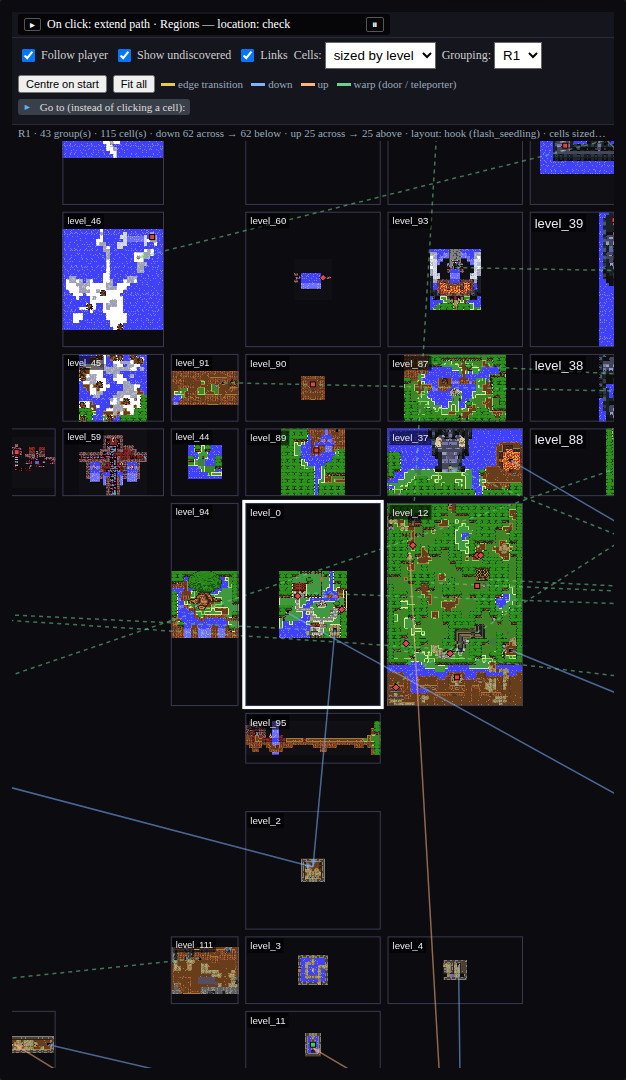 On click: extend path · Regions — location: check
Follow player Show undiscovered Links Cells: sized by level Grouping: R1
Centre on start Fit all edge transition down up warp (door / teleporter)
Go to (instead of clicking a cell):
R1 · 43 group(s) · 115 cell(s) · down 62 across → 62 below · up 25 across → 25 above · layout: hook (flash_seedling) · cells sized…
level_46 level_60 level_93 level_39
level_45 level_91 level_90 level_87 level_38
level_59 level_44 level_89 level_37 level_88
level_94 level_0 level_12
level_95
level_2
level_111 level_3 level_4
level_11